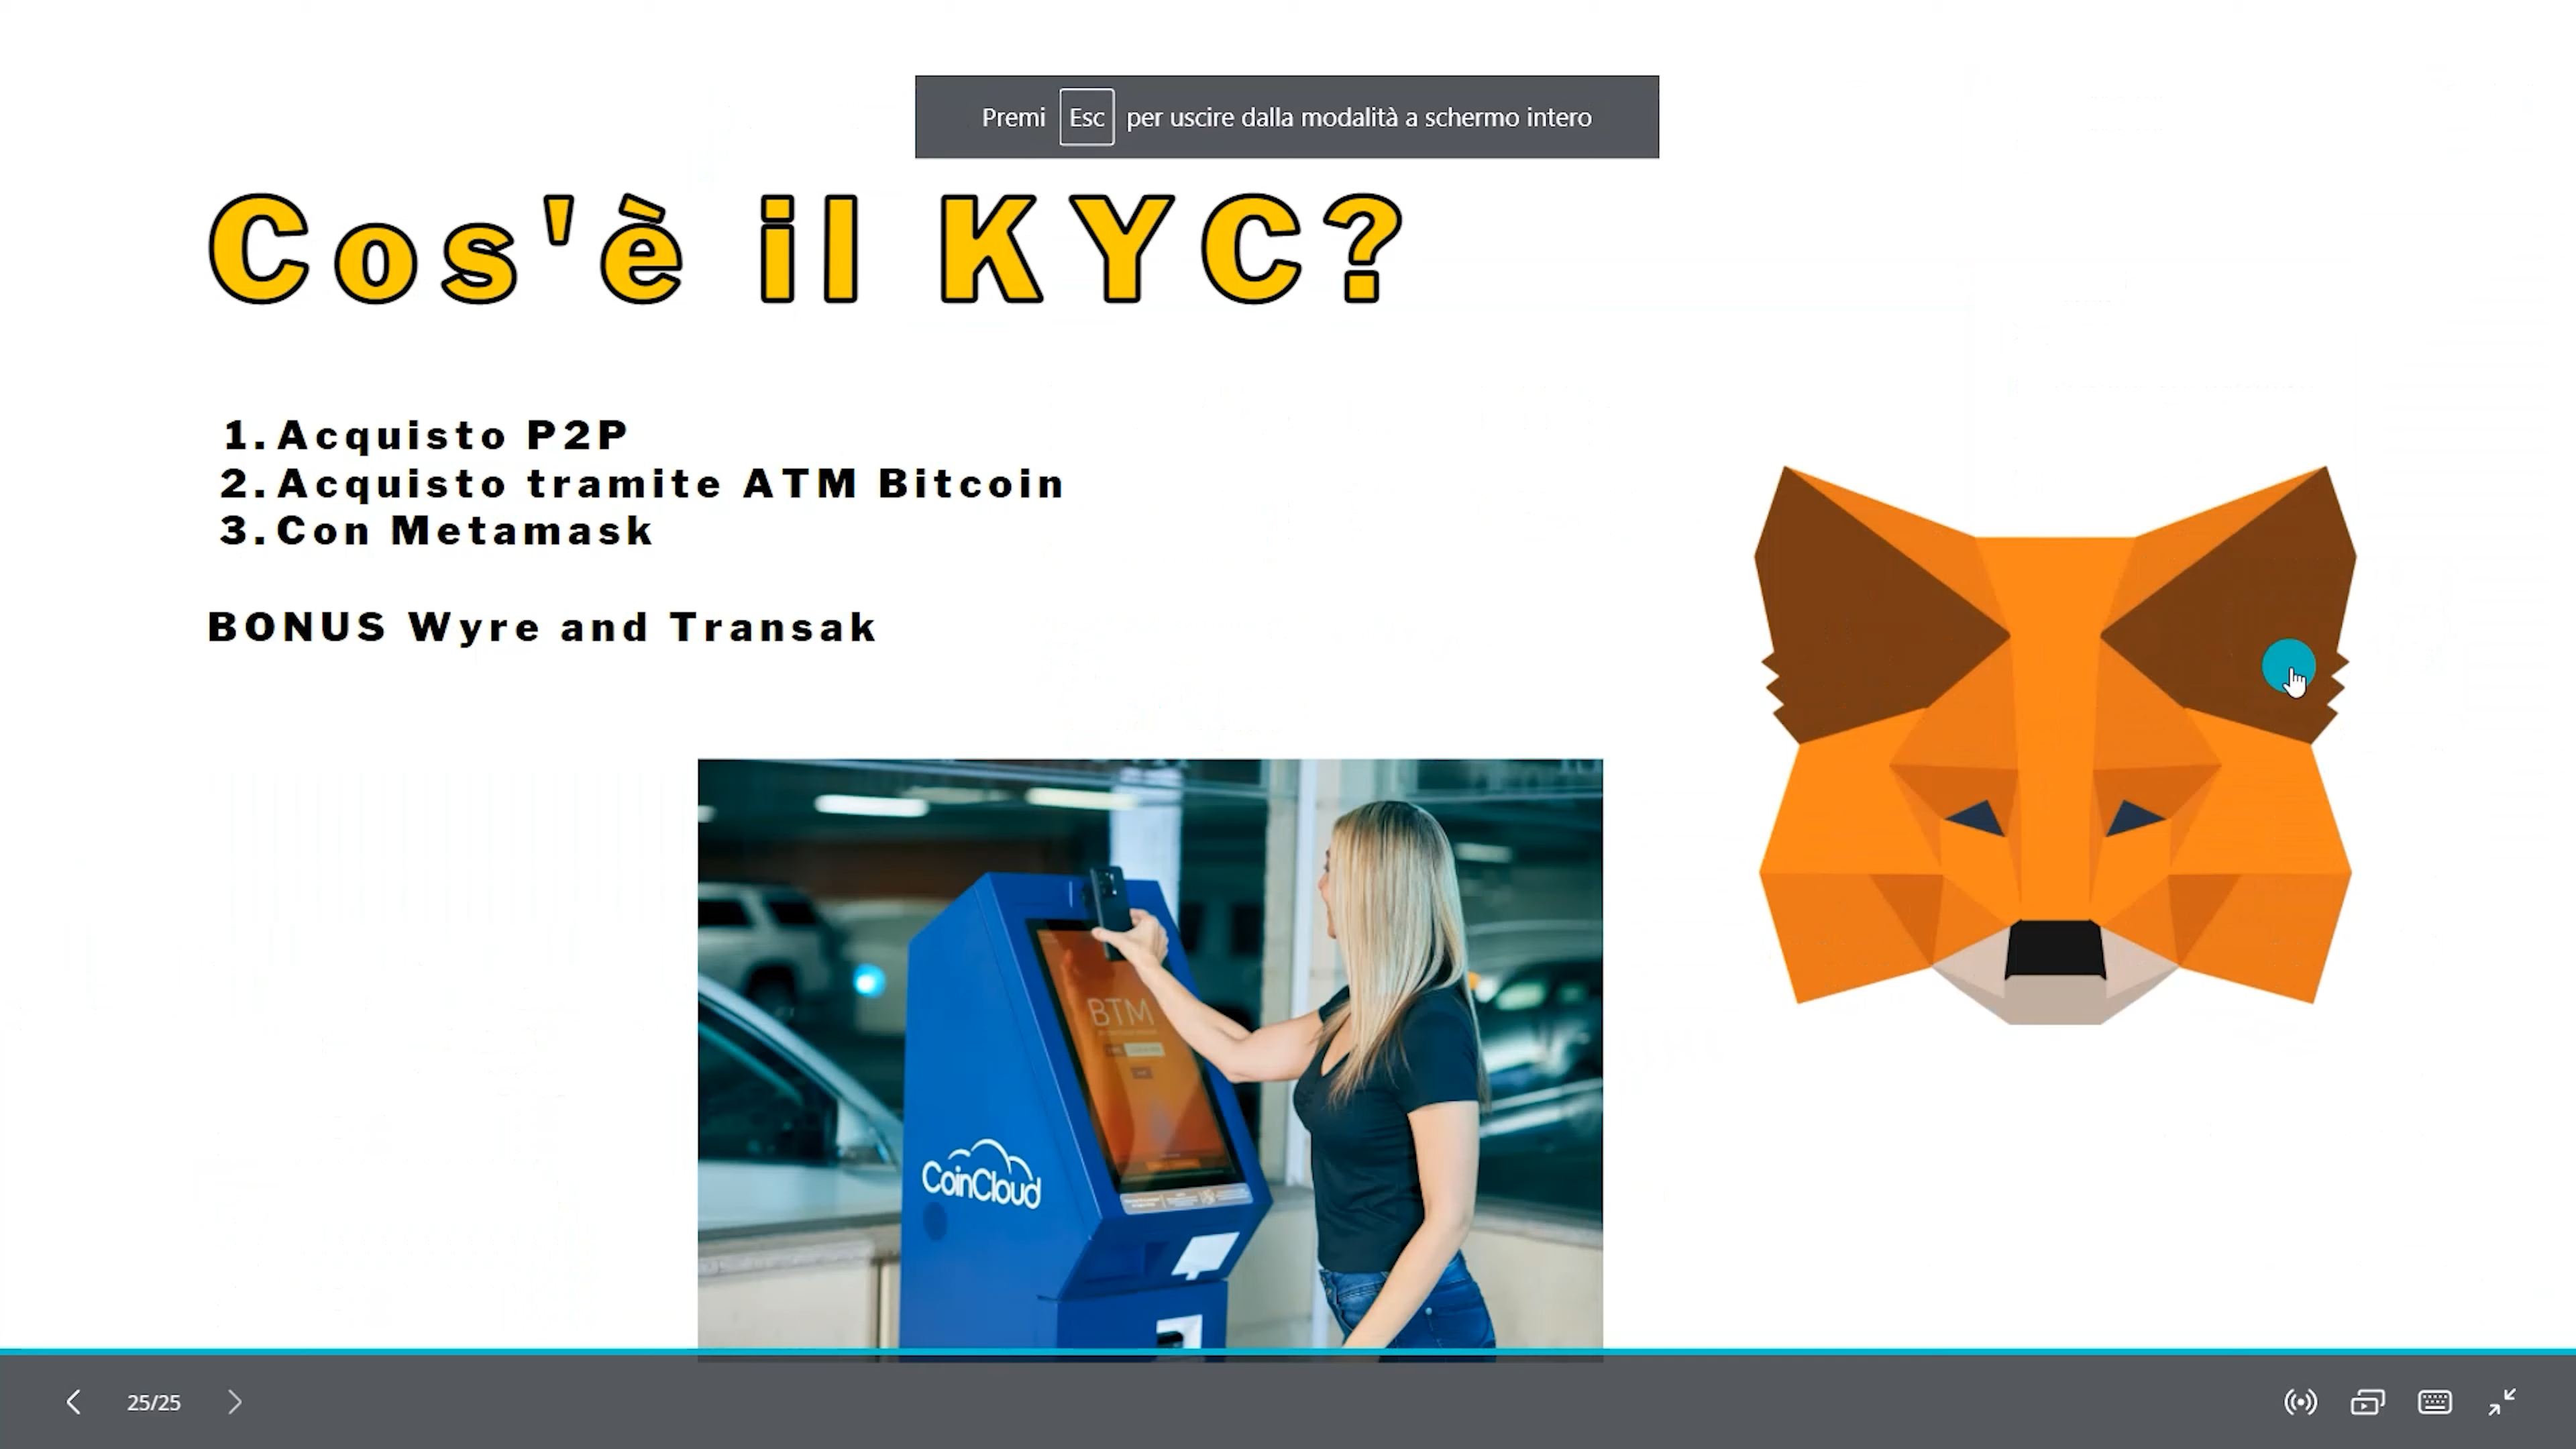 Premi Esc per uscire dalla modalità a schermo intero
Cos'è il KYC?
1. Acquisto P2P
2. Acquisto tramite ATM Bitcoin
3. Con Metamask
BONUS Wyre and Transak
BTM
CoinCloud
25/25